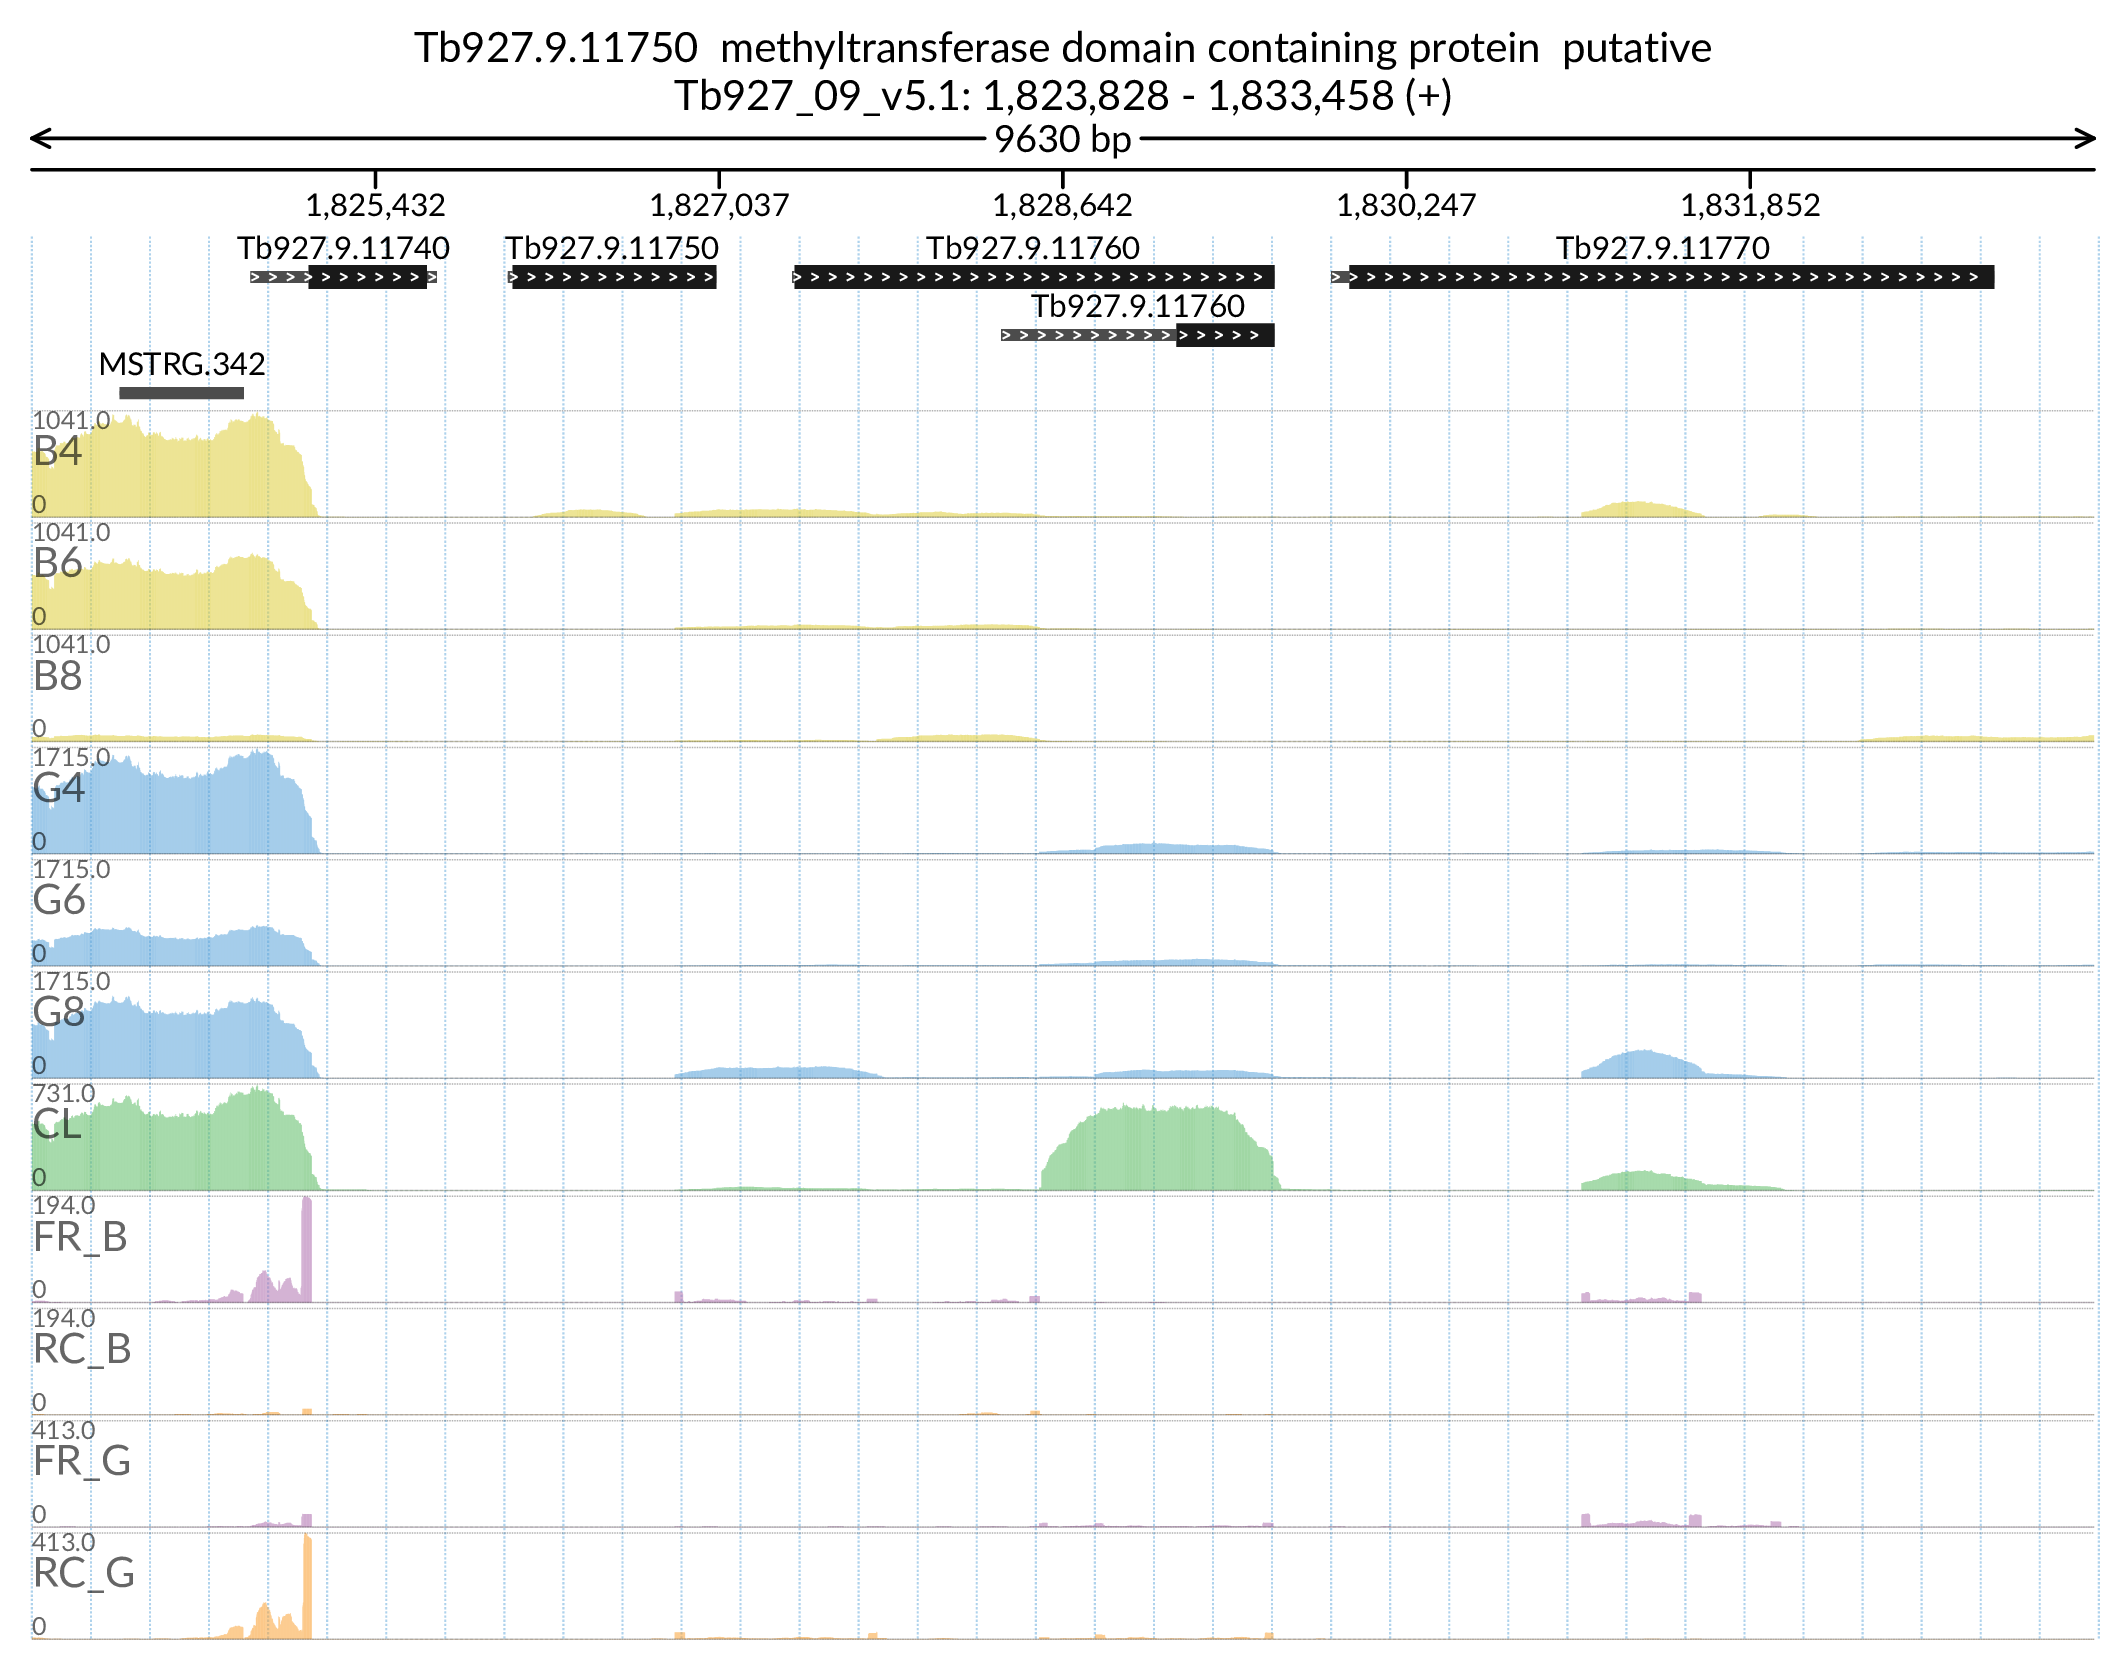 Tb927.9.11750 methyltransferase domain containing protein putative
Tb927_09_v5.1: 1,823,828 - 1,833,458 (+)
9630 bp
1,825,432 1,827,037 1,828,642 1,830,247 1,831,852
Tb927.9.11740 Tb927.9.11750 Tb927.9.11760 Tb927.9.11770
Tb927.9.11760
MSTRG.342
1041.0
B4
0
1041.0
B6
0
1041.0
B8
0
1715.0
G4
0
1715.0
G6
0
1715.0
G8
0
731.0
CL
0
194.0
FR_B
0
194.0
RC_B
0
413.0
FR_G
0
413.0
RC_G
0